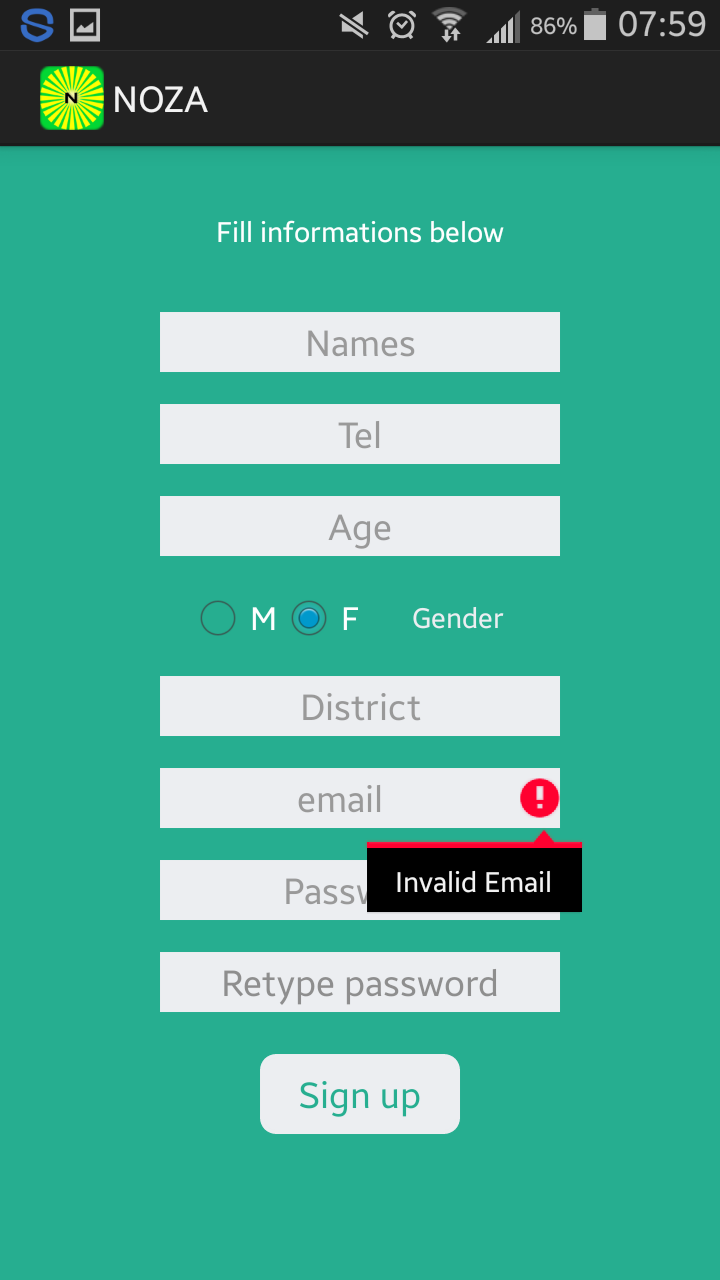 86% 07:59
N NOZA
Fill informations below
Names
Tel
Age
M F Gender
District
email
Invalid Email
Passw
Retype password
Sign up